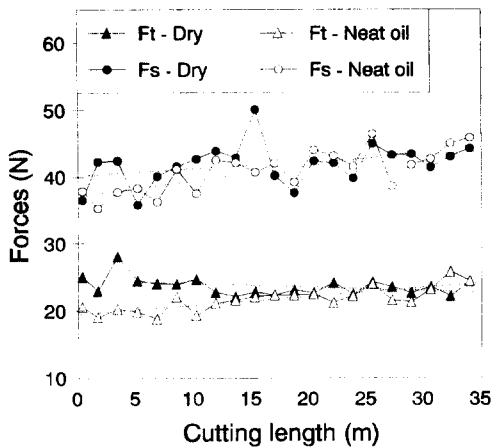 60
50
40
30
20
10
Forces (N)
Ft - Dry
Ft - Neat oil
Fs - Dry
Fs - Neat oil
0 5 10 15 20 25 30 35
Cutting length (m)